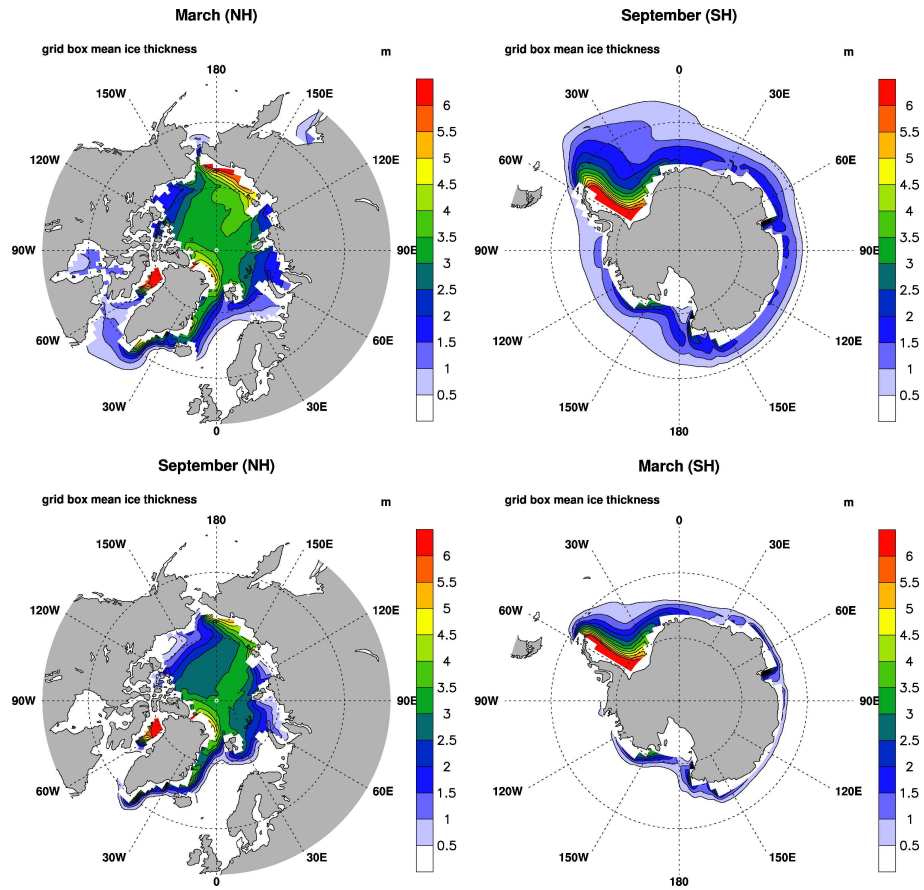 March (NH)
grid box mean ice thickness m
180
150W 150E
120W 120E
90W 90E
60W 60E
30W 30E
0
6
5.5
5
4.5
4
3.5
3
2.5
2
1.5
1
0.5
September (SH)
grid box mean ice thickness m
0
30W 30E
60W 60E
90W 90E
120W 120E
150W 150E
180
6
5.5
5
4.5
4
3.5
3
2.5
2
1.5
1
0.5
September (NH)
grid box mean ice thickness m
180
150W 150E
120W 120E
90W 90E
60W 60E
30W 30E
0
6
5.5
5
4.5
4
3.5
3
2.5
2
1.5
1
0.5
March (SH)
grid box mean ice thickness m
0
30W 30E
60W 60E
90W 90E
120W 120E
150W 150E
180
6
5.5
5
4.5
4
3.5
3
2.5
2
1.5
1
0.5